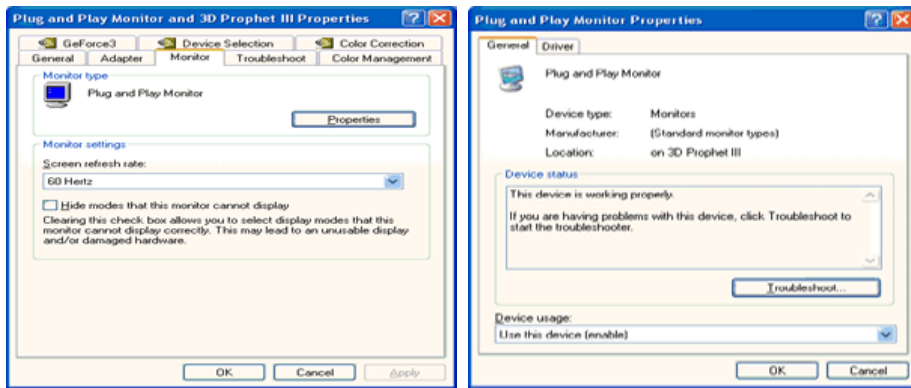 Plug and Play Monitor and 3D Prophet III Properties
GeForce3 Device Selection Color Correction
General Adapter Monitor Troubleshoot Color Management
Monitor type
Plug and Play Monitor
Properties
Monitor settings
Screen refresh rate:
60 Hertz
Hide modes that this monitor cannot display
Clearing this check box allows you to select display modes that this
monitor cannot display correctly. This may lead to an unusable display
and/or damaged hardware.
OK Cancel Apply
Plug and Play Monitor Properties
General Driver
Plug and Play Monitor
Device type: Monitors
Manufacturer: (Standard monitor types)
Location: on 3D Prophet III
Device status
This device is working properly.
If you are having problems with this device, click Troubleshoot to
start the troubleshooter.
Troubleshoot...
Device usage:
Use this device (enable)
OK Cancel